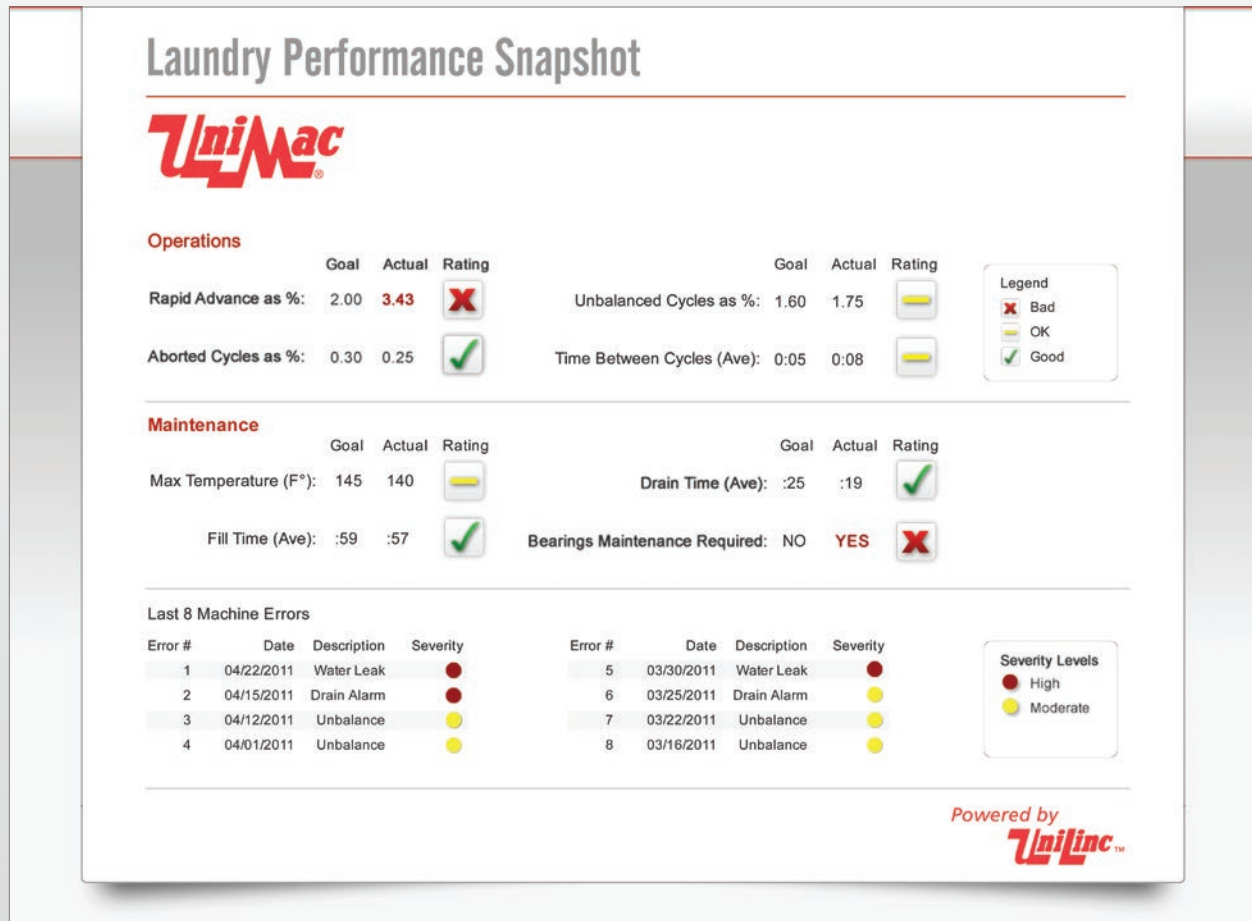 Laundry Performance Snapshot
UniMac®
Operations
Goal Actual Rating
Rapid Advance as %: 2.00 3.43
Aborted Cycles as %: 0.30 0.25
Goal Actual Rating
Unbalanced Cycles as %: 1.60 1.75
Time Between Cycles (Ave): 0:05 0:08
Legend
Bad
OK
Good
Maintenance
Goal Actual Rating
Max Temperature (F°): 145 140
Fill Time (Ave): :59 :57
Goal Actual Rating
Drain Time (Ave): :25 :19
Bearings Maintenance Required: NO YES
Last 8 Machine Errors
Error # Date Description Severity
1 04/22/2011 Water Leak
2 04/15/2011 Drain Alarm
3 04/12/2011 Unbalance
4 04/01/2011 Unbalance
Error # Date Description Severity
5 03/30/2011 Water Leak
6 03/25/2011 Drain Alarm
7 03/22/2011 Unbalance
8 03/16/2011 Unbalance
Severity Levels
High
Moderate
Powered by
UniLinc™